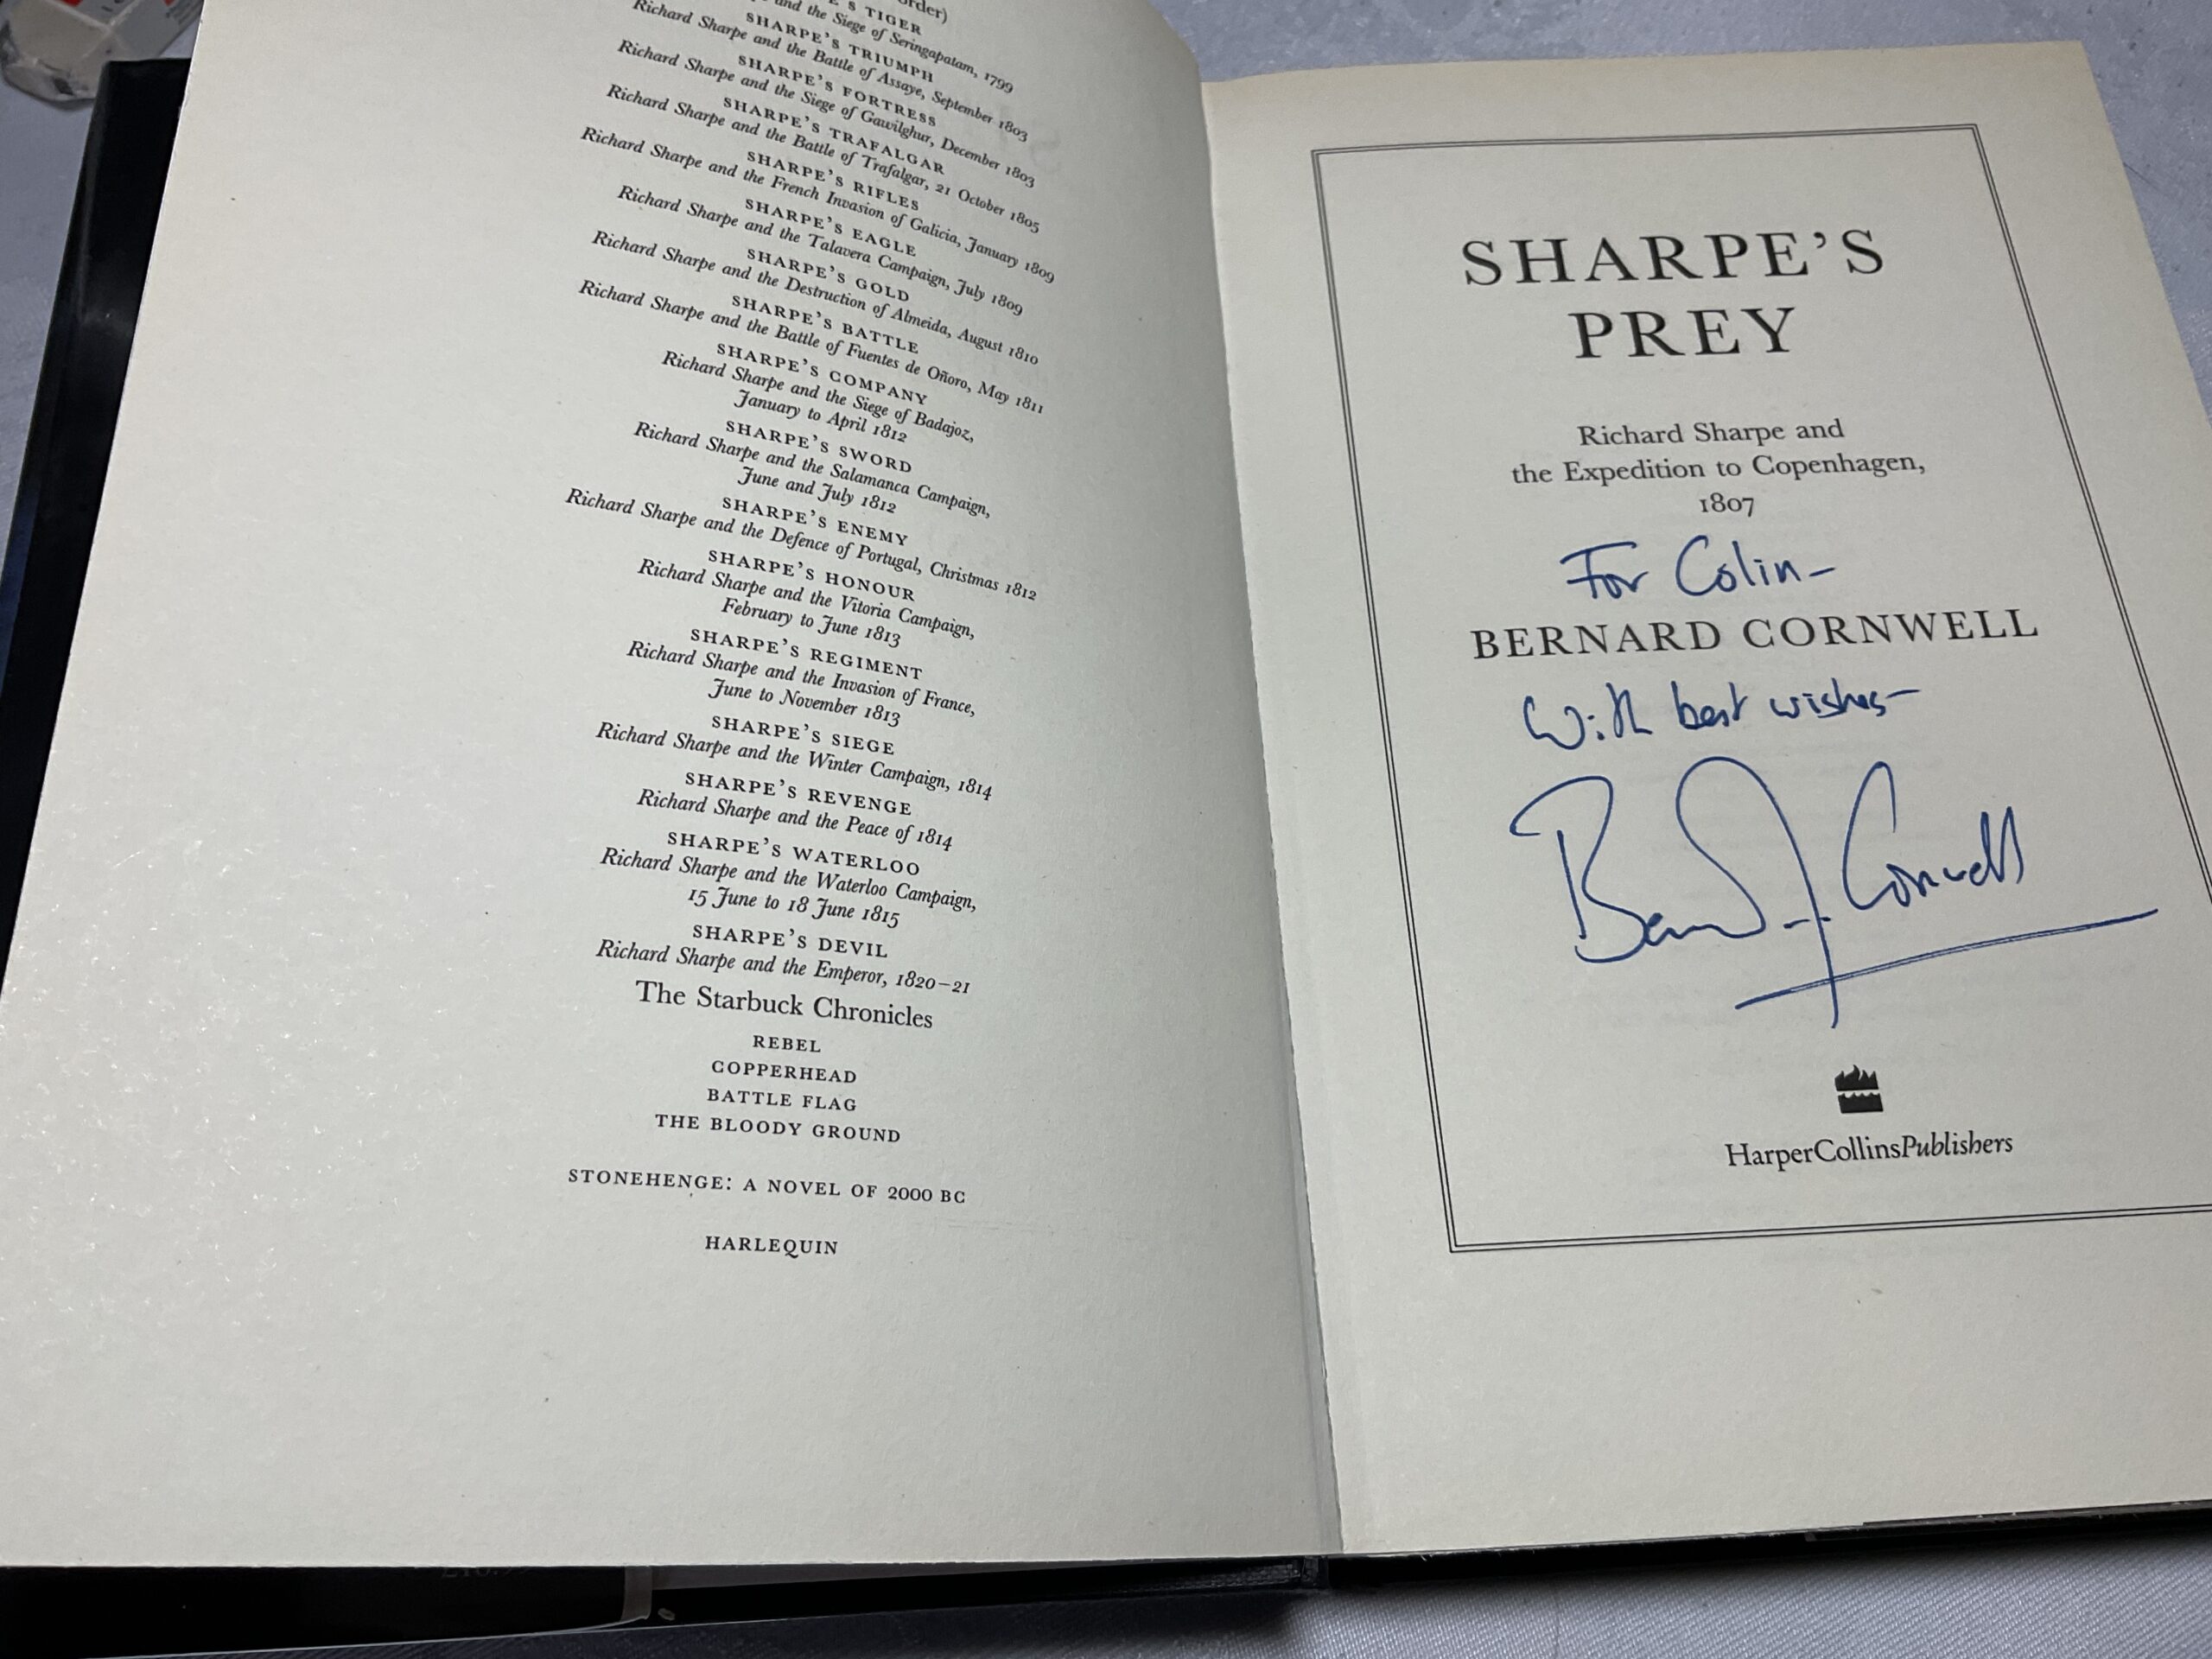 order)
S TIGER
and the Siege of Seringapatam, 1799
SHARPE'S TRIUMPH
Richard Sharpe and the Battle of Assaye, September 1803
SHARPE'S FORTRESS
Richard Sharpe and the Siege of Gawilghur, December 1803
SHARPE'S TRAFALGAR
Richard Sharpe and the Battle of Trafalgar, 21 October 1805
SHARPE'S RIFLES
Richard Sharpe and the French Invasion of Galicia, January 1809
SHARPE'S EAGLE
Richard Sharpe and the Talavera Campaign, July 1809
SHARPE'S GOLD
Richard Sharpe and the Destruction of Almeida, August 1810
SHARPE'S BATTLE
Richard Sharpe and the Battle of Fuentes de Oñoro, May 1811
SHARPE'S COMPANY
Richard Sharpe and the Siege of Badajoz,
January to April 1812
SHARPE'S SWORD
Richard Sharpe and the Salamanca Campaign,
June and July 1812
SHARPE'S ENEMY
Richard Sharpe and the Defence of Portugal, Christmas 1812
SHARPE'S HONOUR
Richard Sharpe and the Vitoria Campaign,
February to June 1813
SHARPE'S REGIMENT
Richard Sharpe and the Invasion of France,
June to November 1813
SHARPE'S SIEGE
Richard Sharpe and the Winter Campaign, 1814
SHARPE'S REVENGE
Richard Sharpe and the Peace of 1814
SHARPE'S WATERLOO
Richard Sharpe and the Waterloo Campaign,
15 June to 18 June 1815
SHARPE'S DEVIL
Richard Sharpe and the Emperor, 1820–21
The Starbuck Chronicles
REBEL
COPPERHEAD
BATTLE FLAG
THE BLOODY GROUND
STONEHENGE: A NOVEL OF 2000 BC
HARLEQUIN
SHARPE'S
PREY
Richard Sharpe and
the Expedition to Copenhagen,
1807
For Colin –
BERNARD CORNWELL
With best wishes –
Bernard Cornwell
HarperCollinsPublishers